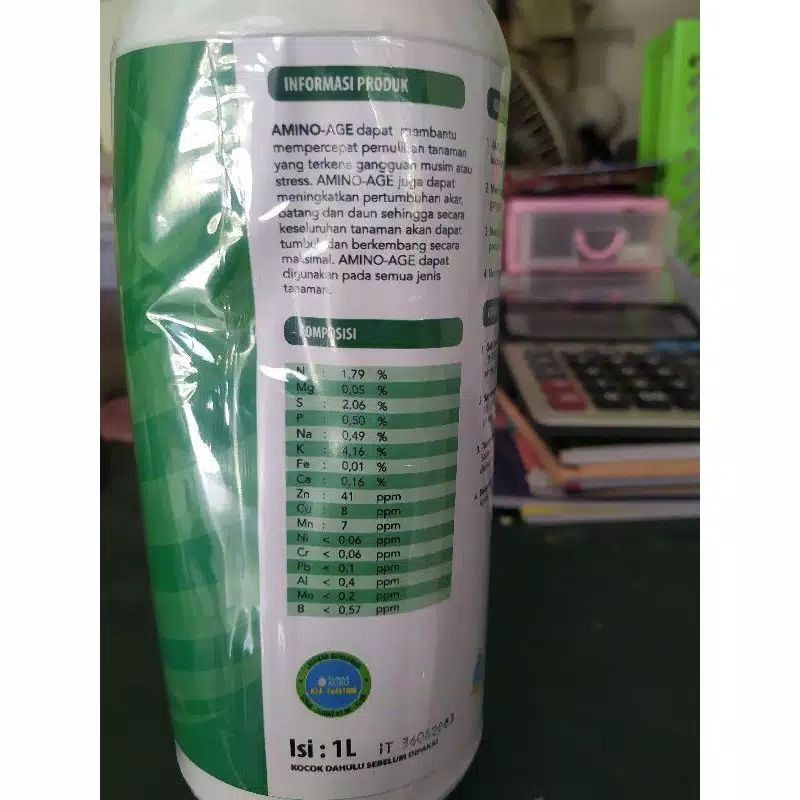 INFORMASI PRODUK
AMINO-AGE dapat membantu
mempercepat pemulihan tanaman
yang terkena gangguan musim atau
stress. AMINO-AGE juga dapat
meningkatkan pertumbuhan akar,
batang dan daun sehingga secara
keseluruhan tanaman akan dapat
tumbuh dan berkembang secara
maksimal. AMINO-AGE dapat
digunakan pada semua jenis
tanaman.
KOMPOSISI
N : 1,79 %
Mg : 0,05 %
S : 2,06 %
P : 0,50 %
Na : 0,49 %
K : 4,16 %
Fe : 0,01 %
Ca : 0,16 %
Zn : 41 ppm
Cu : 8 ppm
Mn : 7 ppm
Ni < 0,06 ppm
Cr < 0,06 ppm
Pb < 0,1 ppm
Al < 0,4 ppm
Mo < 0,2 ppm
B < 0,57 ppm
Isi : 1L
KOCOK DAHULU SEBELUM DIPAKAI